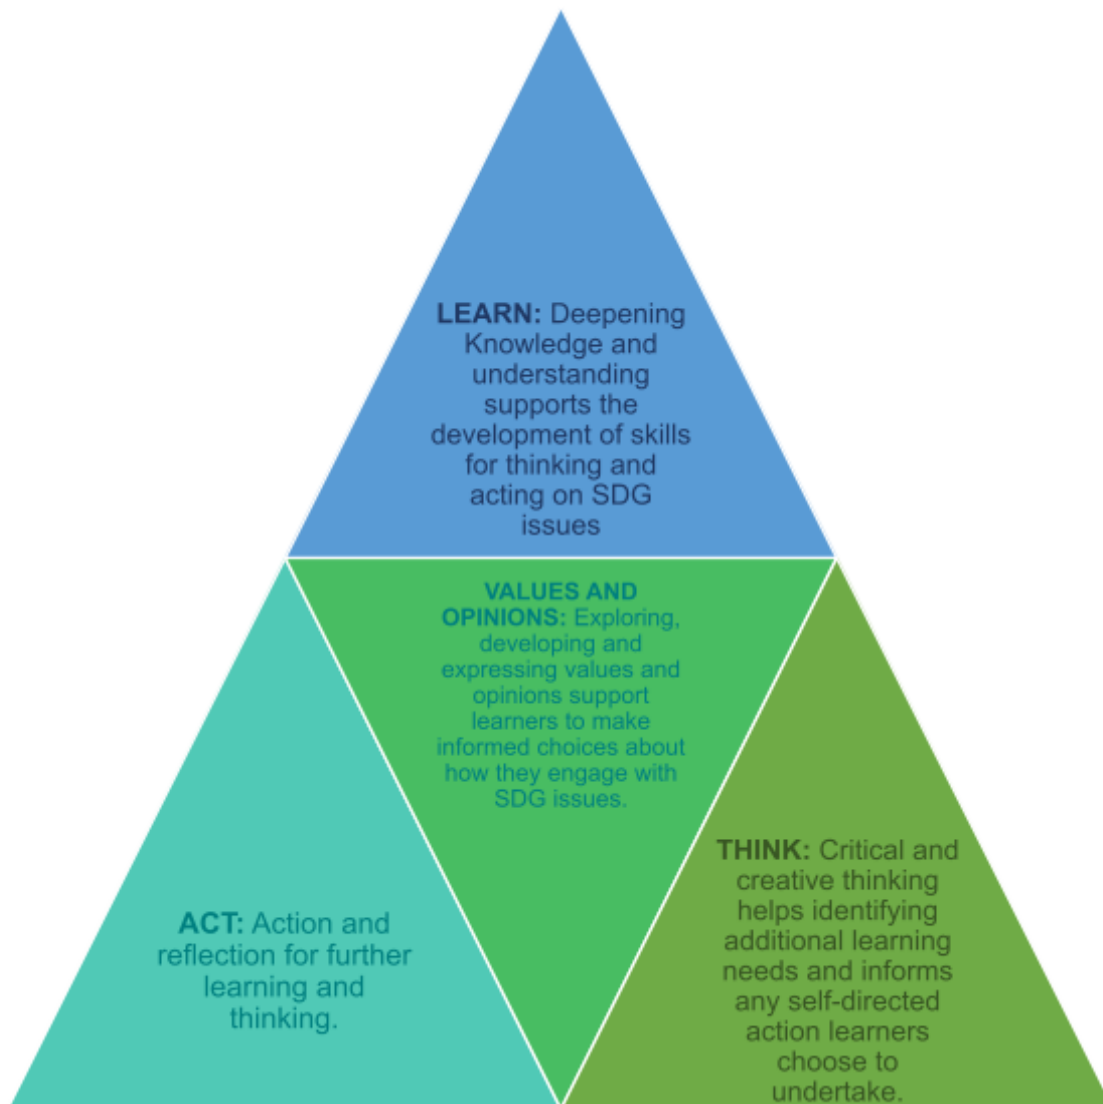 LEARN: Deepening
Knowledge and
understanding
supports the
development of skills
for thinking and
acting on SDG
issues
VALUES AND
OPINIONS: Exploring,
developing and
expressing values and
opinions support
learners to make
informed choices about
how they engage with
SDG issues.
ACT: Action and
reflection for further
learning and
thinking.
THINK: Critical and
creative thinking
helps identifying
additional learning
needs and informs
any self-directed
action learners
choose to
undertake.